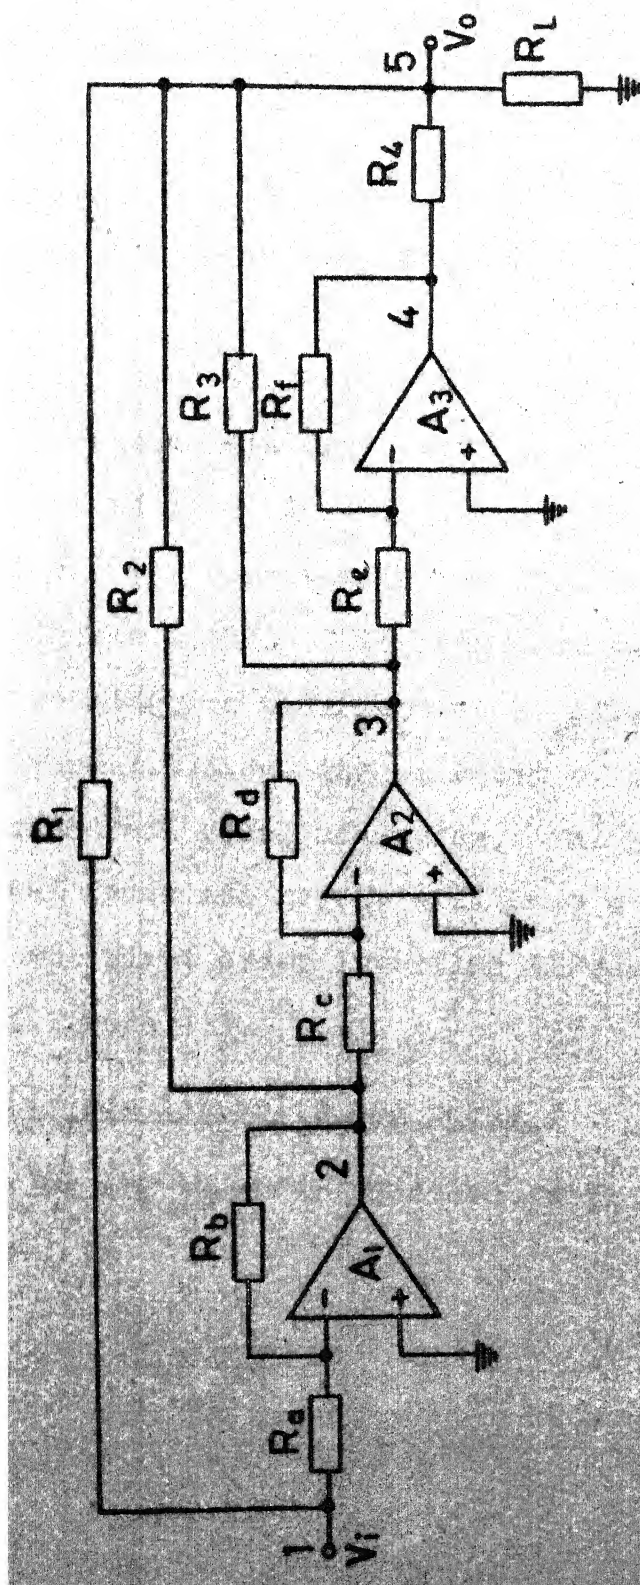 R1
R2
R3
Rb
Rd
Rf
Ra
Rc
Re
R4
1
2
3
4
5
Vi
Vo
A1
A2
A3
-
+
-
+
-
+
RL